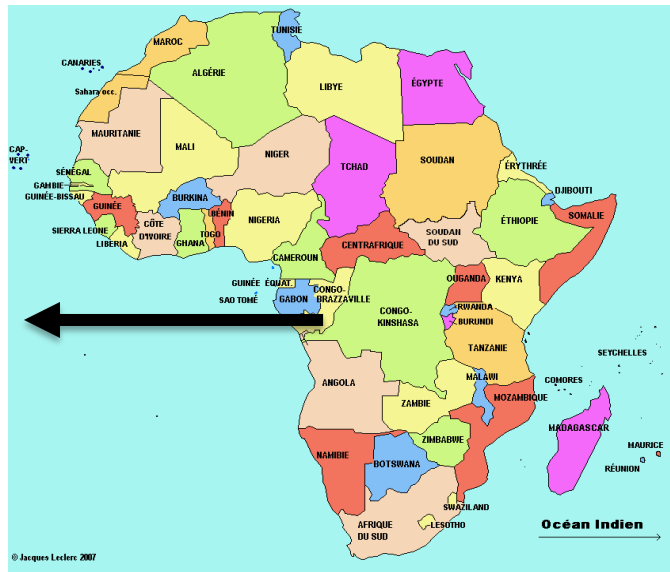 TUNISIE
MAROC
CANARIES
ALGÉRIE
LIBYE
ÉGYPTE
Sahara occ.
MAURITANIE
MALI
NIGER
TCHAD
SOUDAN
CAP-
VERT
ÉRYTHRÉE
SÉNÉGAL
GAMBIE
GUINÉE-BISSAU
BURKINA
DJIBOUTI
GUINÉE
BÉNIN
SOMALIE
CÔTE
D'IVOIRE
NIGERIA
ÉTHIOPIE
SIERRA LEONE
GHANA
TOGO
LIBERIA
SOUDAN
DU SUD
CENTRAFRIQUE
CAMEROUN
GUINÉE ÉQUAT.
OUGANDA
KENYA
SAO TOMÉ
GABON
CONGO-
BRAZZAVILLE
CONGO-
KINSHASA
RWANDA
BURUNDI
TANZANIE
SEYCHELLES
ANGOLA
MALAWI
COMORES
MOZAMBIQUE
ZAMBIE
MADAGASCAR
ZIMBABWE
MAURICE
NAMIBIE
BOTSWANA
RÉUNION
SWAZILAND
AFRIQUE
DU SUD
LESOTHO
Océan Indien
© Jacques Leclerc 2007